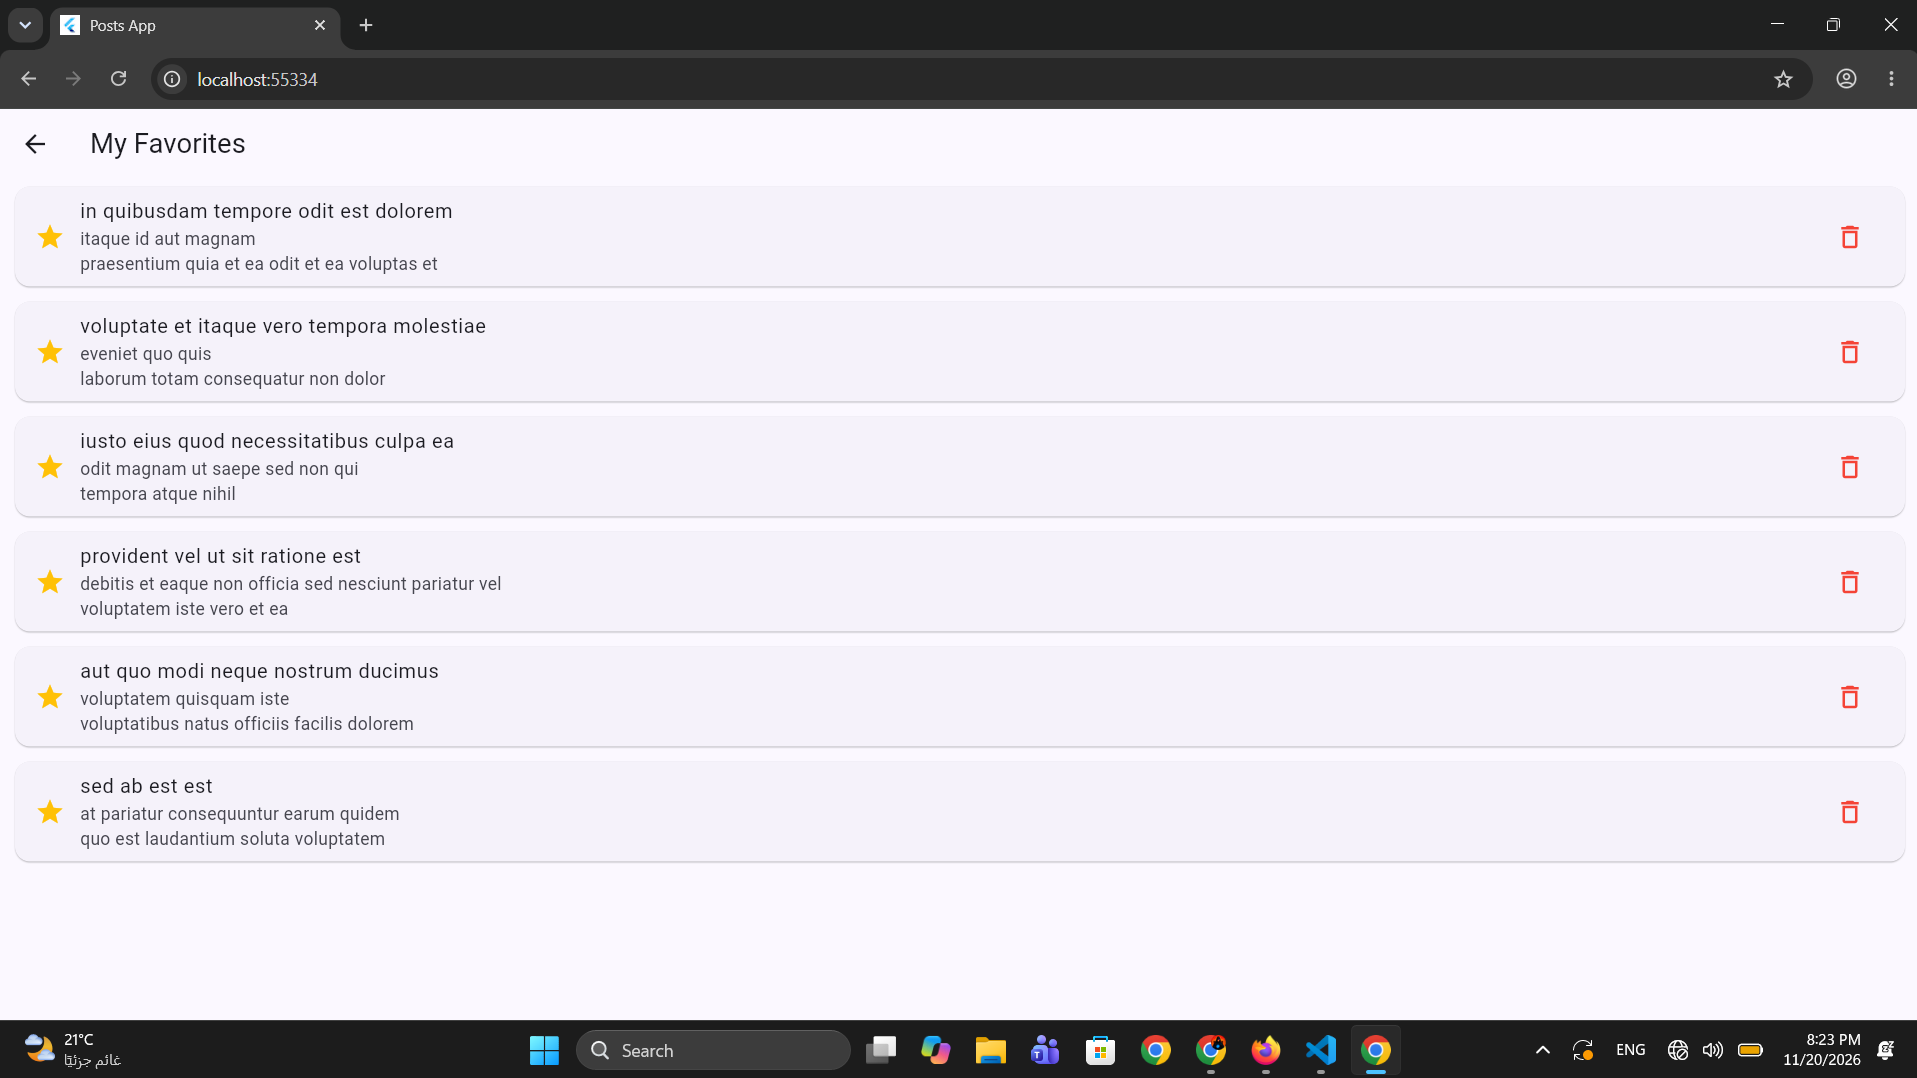 Posts App
localhost:55334
My Favorites
in quibusdam tempore odit est dolorem
itaque id aut magnam
praesentium quia et ea odit et ea voluptas et
voluptate et itaque vero tempora molestiae
eveniet quo quis
laborum totam consequatur non dolor
iusto eius quod necessitatibus culpa ea
odit magnam ut saepe sed non qui
tempora atque nihil
provident vel ut sit ratione est
debitis et eaque non officia sed nesciunt pariatur vel
voluptatem iste vero et ea
aut quo modi neque nostrum ducimus
voluptatem quisquam iste
voluptatibus natus officiis facilis dolorem
sed ab est est
at pariatur consequuntur earum quidem
quo est laudantium soluta voluptatem
21°C
غائم جزئيًا
Search
ENG
8:23 PM
11/20/2026